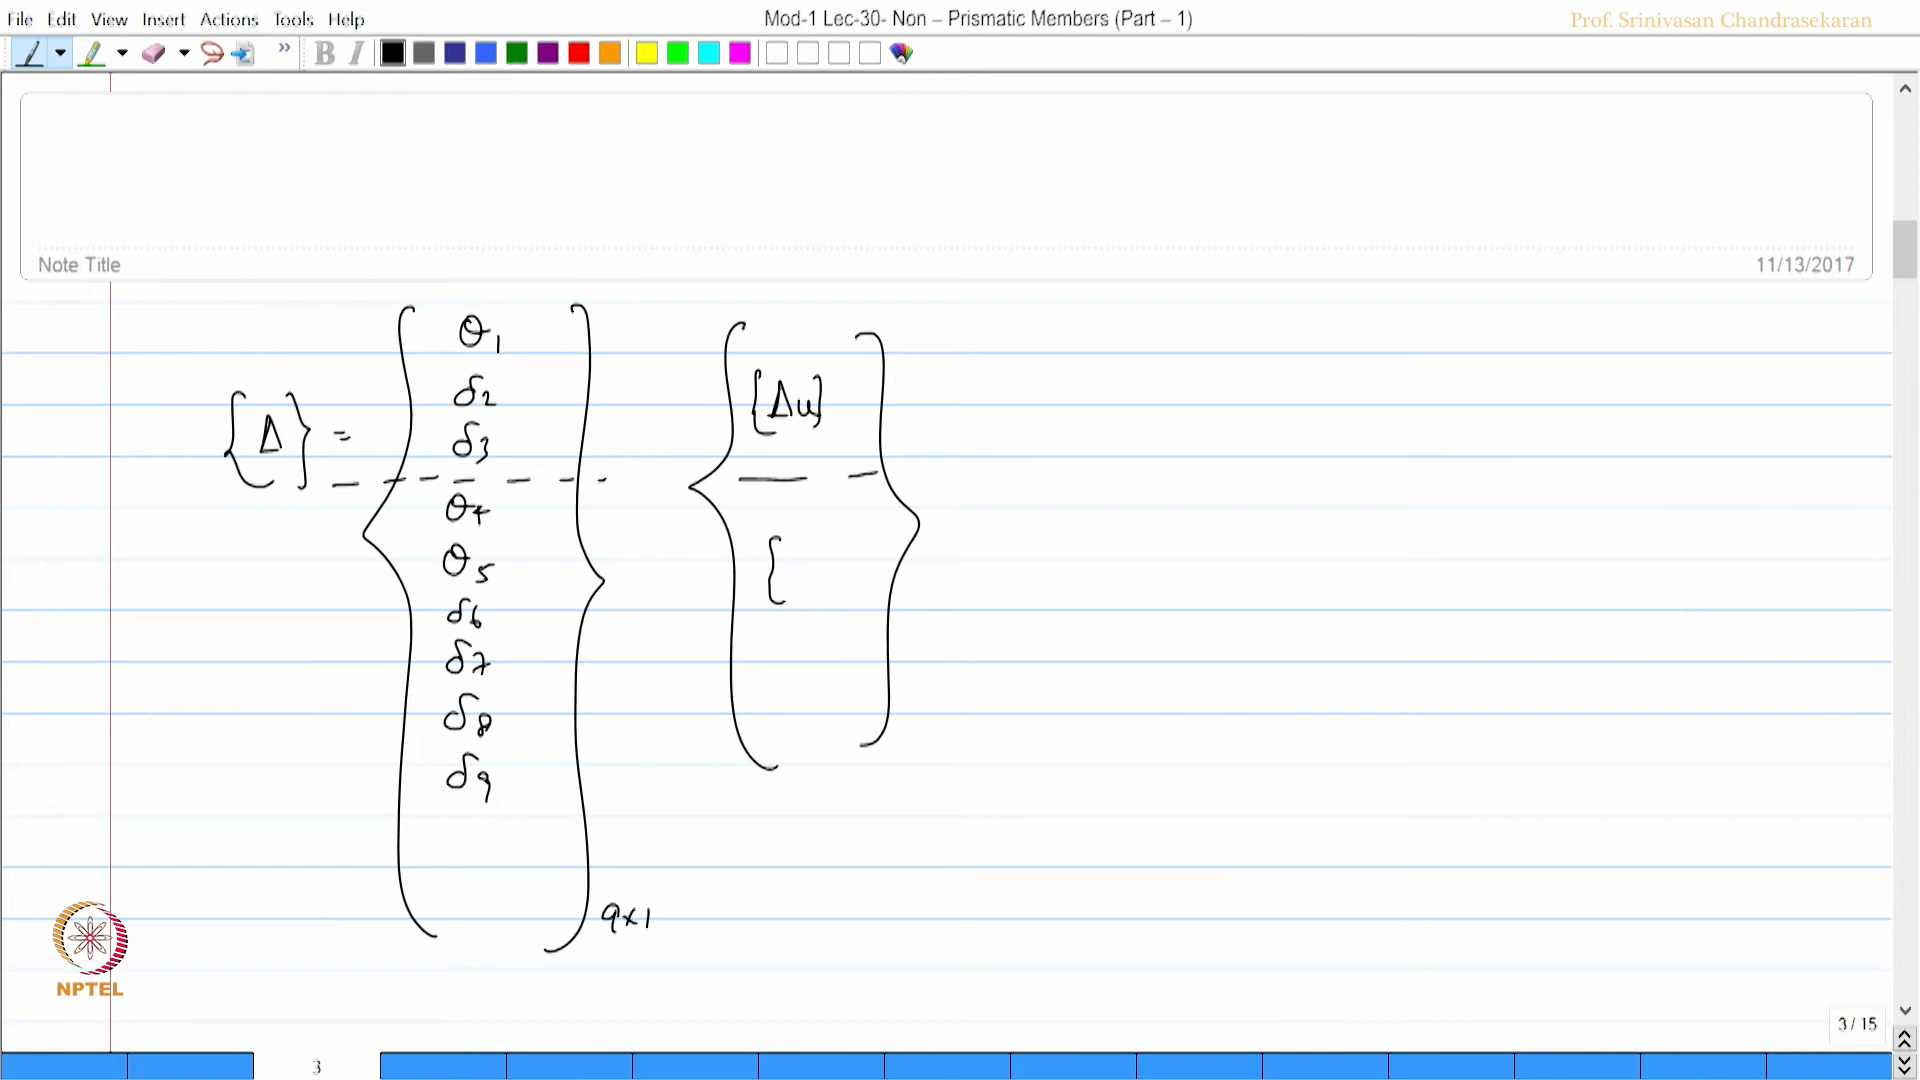 File Edit View Insert Actions Tools Help
Mod-1 Lec-30- Non – Prismatic Members (Part – 1)
Prof. Srinivasan Chandrasekaran
B I
Note Title
11/13/2017
{Δ} =
θ1
δ2
δ3
θ4
θ5
δ6
δ7
δ8
δ9
9x1
{Δu}
{
NPTEL
3 / 15
3